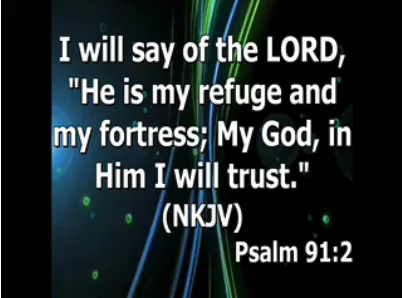 I will say of the LORD,
"He is my refuge and
my fortress; My God, in
Him I will trust."
(NKJV)
Psalm 91:2